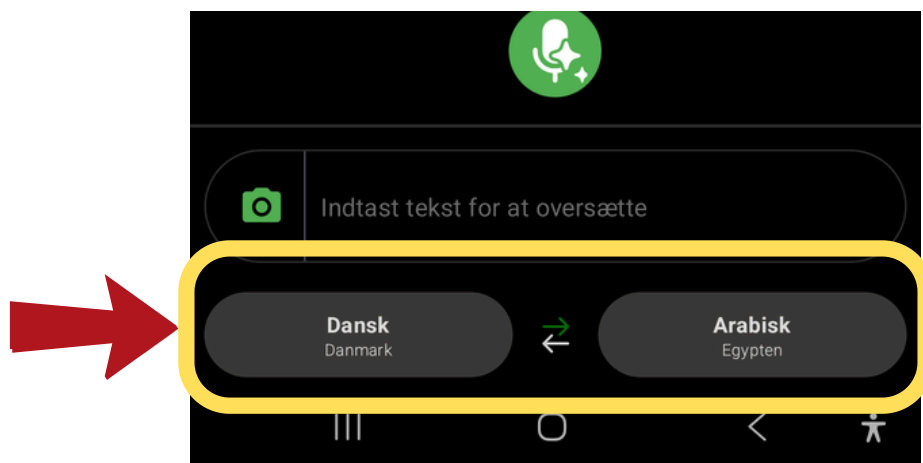 Indtast tekst for at oversætte
Dansk
Danmark
Arabisk
Egypten